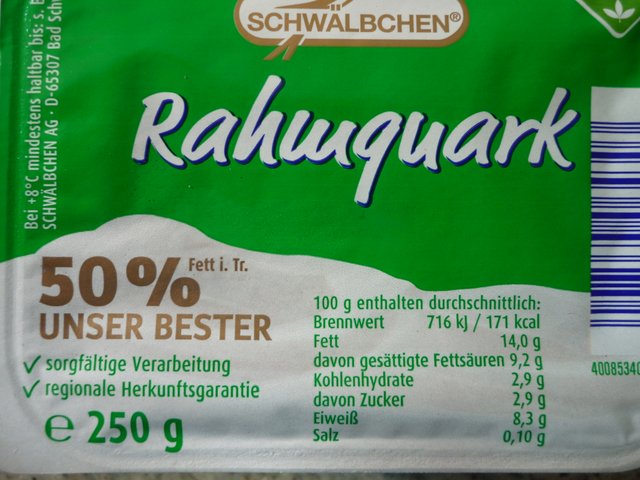 SCHWÄLBCHEN®
Bei +8°C mindestens haltbar bis: s.
SCHWÄLBCHEN AG · D-65307 Bad
Rahmquark
50% Fett i. Tr.
UNSER BESTER
✓ sorgfältige Verarbeitung
✓ regionale Herkunftsgarantie
e 250 g
100 g enthalten durchschnittlich:
Brennwert 716 kJ / 171 kcal
Fett 14,0 g
davon gesättigte Fettsäuren 9,2 g
Kohlenhydrate 2,9 g
davon Zucker 2,9 g
Eiweiß 8,3 g
Salz 0,10 g
4008534